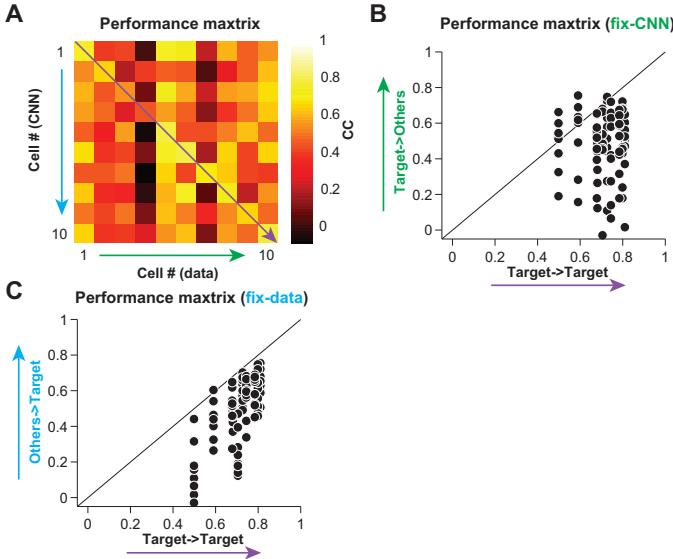 A
Performance maxtrix
1
Cell # (CNN)
10
1
10
Cell # (data)
1
0.8
0.6
0.4
0.2
0
CC
B
Performance maxtrix (fix-CNN)
Target->Others
1
0.8
0.6
0.4
0.2
0
0
0.2
0.4
0.6
0.8
1
Target->Target
C
Performance maxtrix (fix-data)
Others->Target
1
0.8
0.6
0.4
0.2
0
0
0.2
0.4
0.6
0.8
1
Target->Target